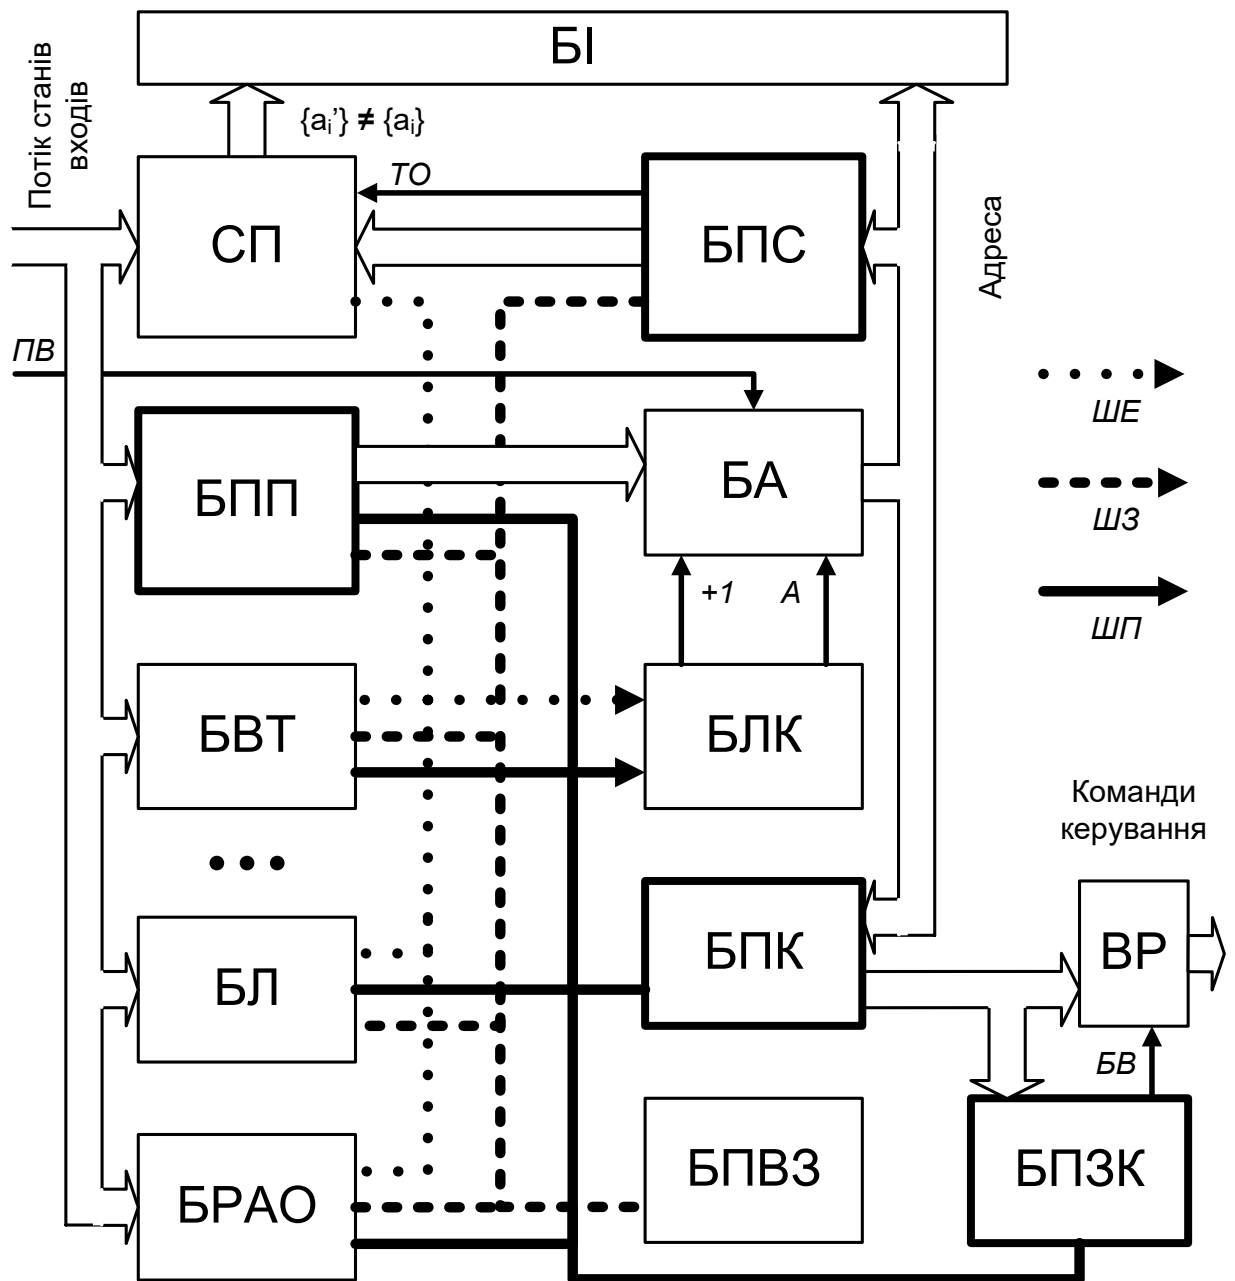 БІ
Потік станів
входів
{ai’} ≠ {ai}
СП
ТО
БПС
Адреса
ПВ
ШЕ
БПП
БА
ШЗ
+1
А
ШП
БВТ
БЛК
Команди
керування
БЛ
БПК
ВР
БВ
БРАО
БПВЗ
БПЗК